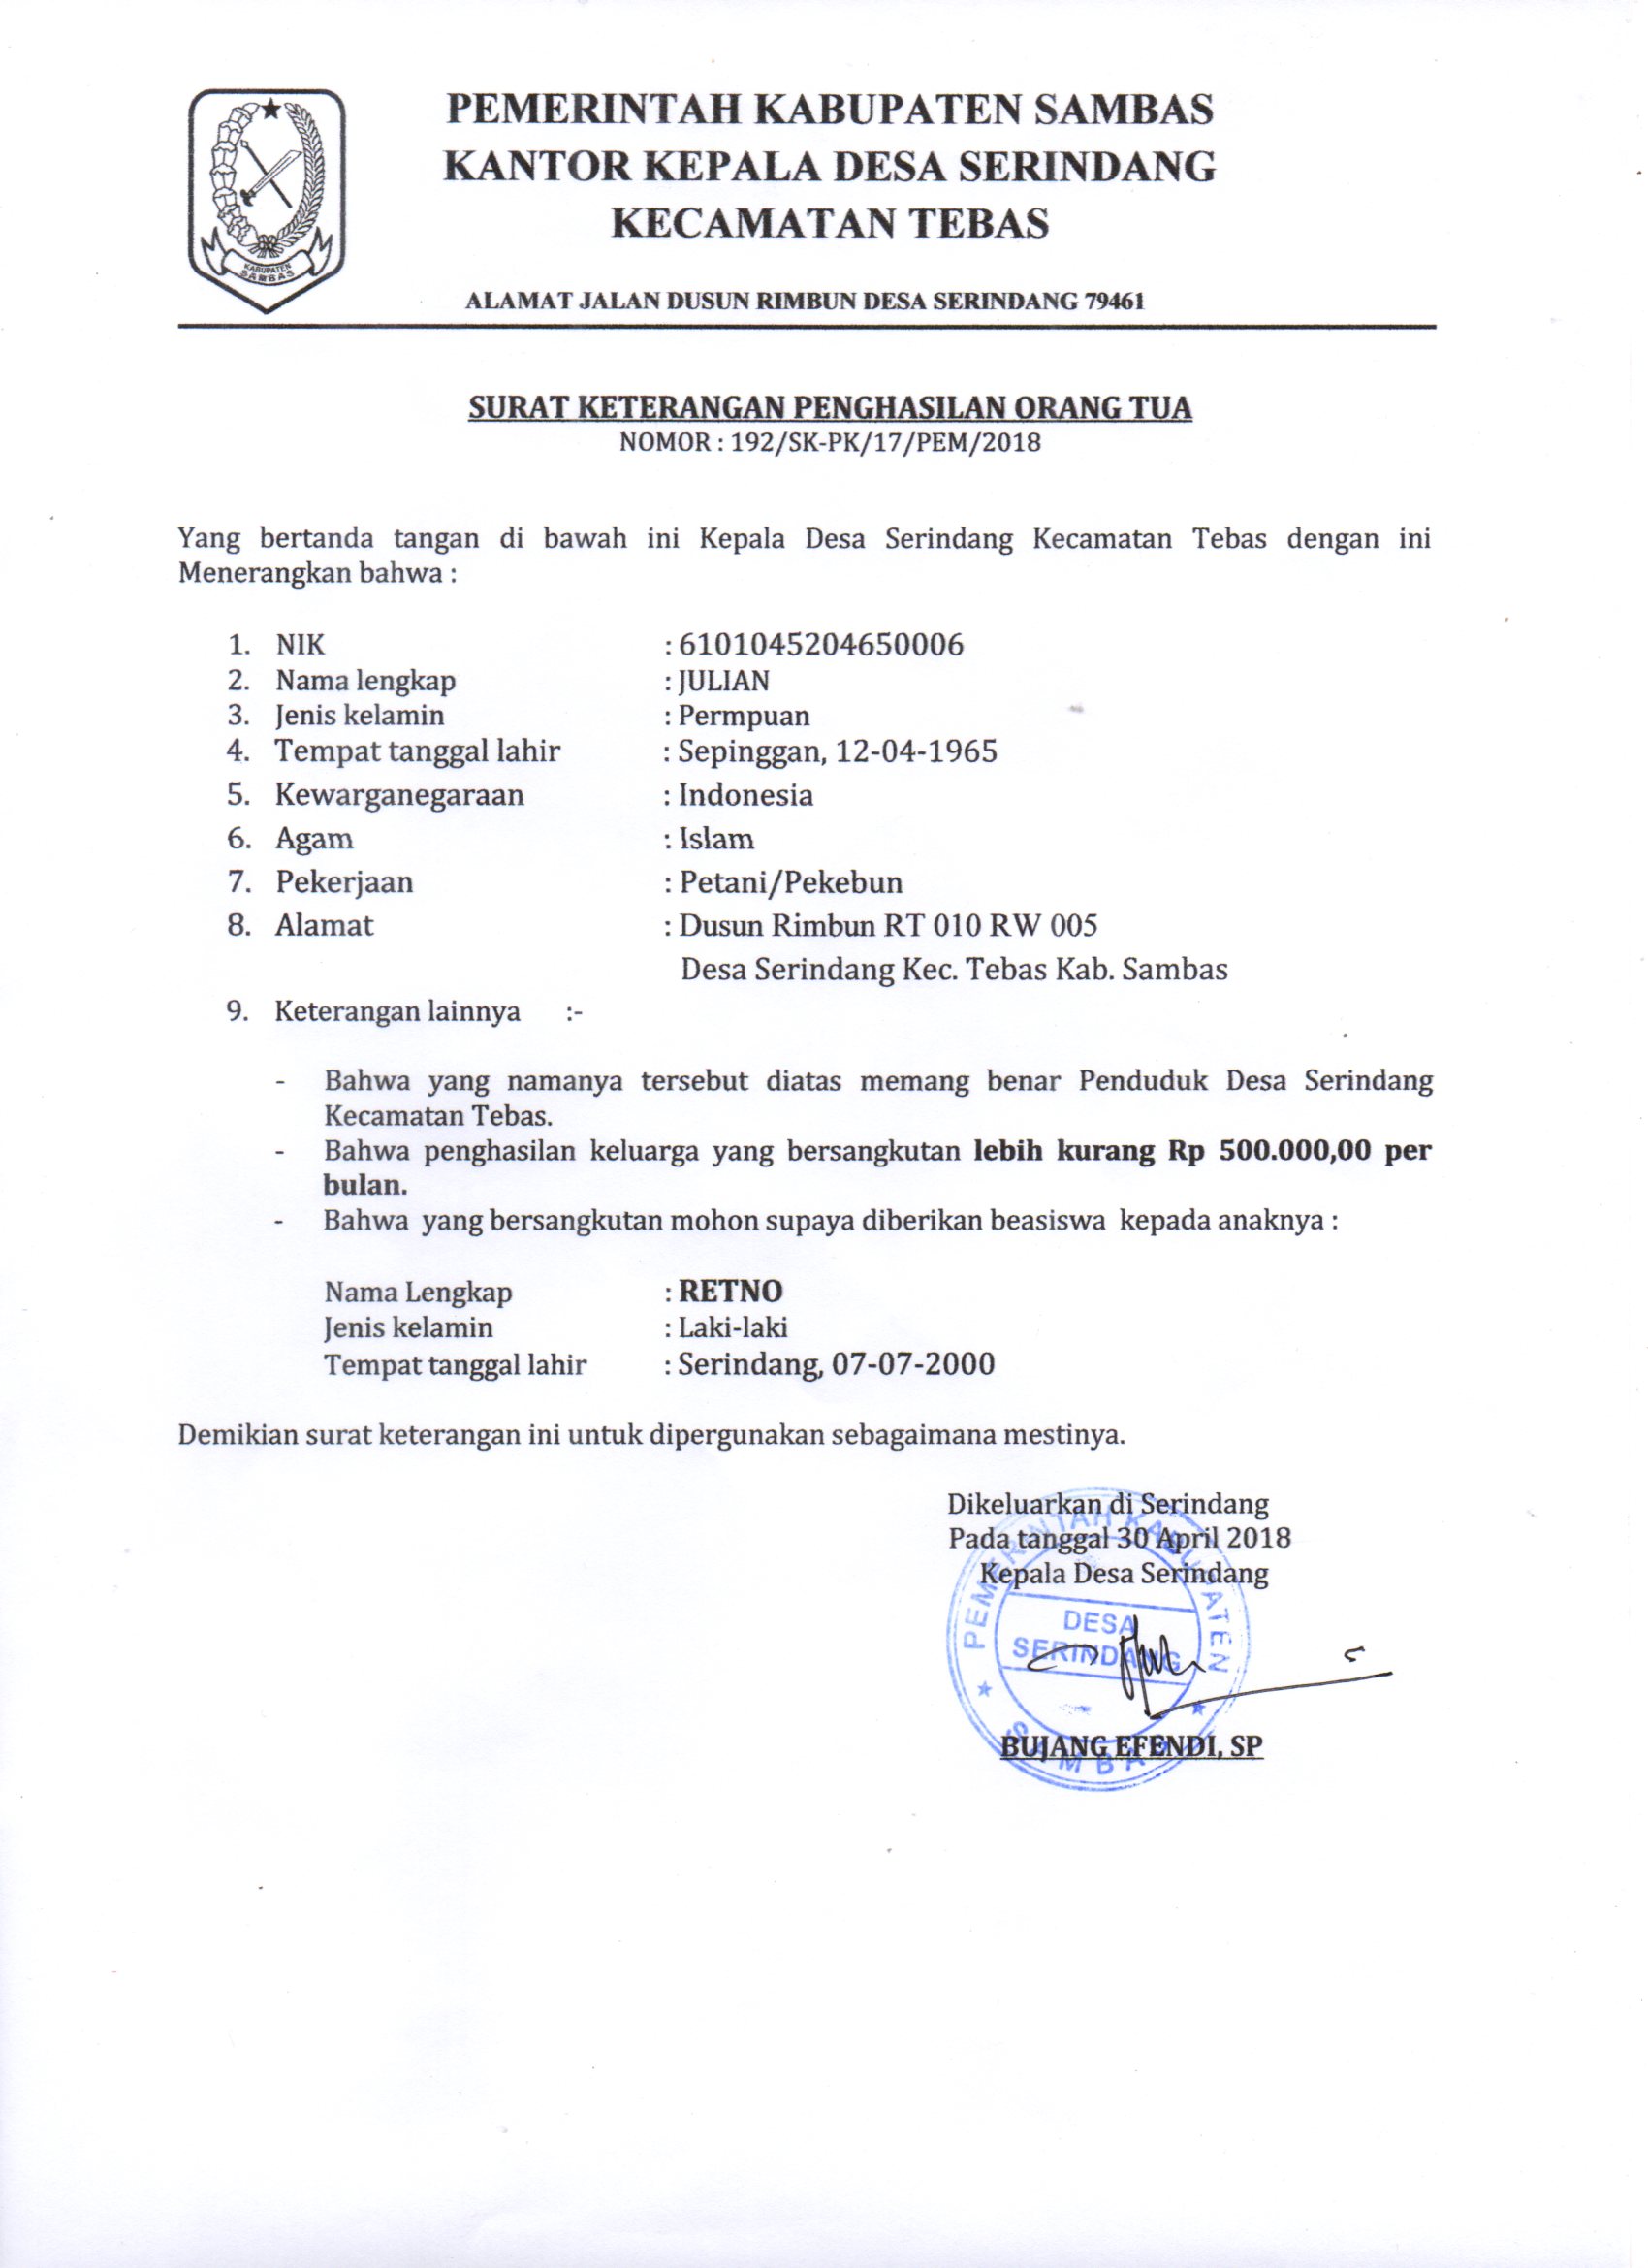 PEMERINTAH KABUPATEN SAMBAS
KANTOR KEPALA DESA SERINDANG
KECAMATAN TEBAS
KABUPATEN
SAMBAS
ALAMAT JALAN DUSUN RIMBUN DESA SERINDANG 79461
SURAT KETERANGAN PENGHASILAN ORANG TUA
NOMOR : 192/SK-PK/17/PEM/2018
Yang bertanda tangan di bawah ini Kepala Desa Serindang Kecamatan Tebas dengan ini
Menerangkan bahwa :
1. NIK : 6101045204650006
2. Nama lengkap : JULIAN
3. Jenis kelamin : Permpuan
4. Tempat tanggal lahir : Sepinggan, 12-04-1965
5. Kewarganegaraan : Indonesia
6. Agam : Islam
7. Pekerjaan : Petani/Pekebun
8. Alamat : Dusun Rimbun RT 010 RW 005
Desa Serindang Kec. Tebas Kab. Sambas
9. Keterangan lainnya :-
- Bahwa yang namanya tersebut diatas memang benar Penduduk Desa Serindang
Kecamatan Tebas.
- Bahwa penghasilan keluarga yang bersangkutan lebih kurang Rp 500.000,00 per
bulan.
- Bahwa yang bersangkutan mohon supaya diberikan beasiswa kepada anaknya :
Nama Lengkap : RETNO
Jenis kelamin : Laki-laki
Tempat tanggal lahir : Serindang, 07-07-2000
Demikian surat keterangan ini untuk dipergunakan sebagaimana mestinya.
Dikeluarkan di Serindang
Pada tanggal 30 April 2018
Kepala Desa Serindang
PEMERINTAH KABUPATEN
DESA
SERINDANG
SAMBAS
BUJANG EFENDI, SP